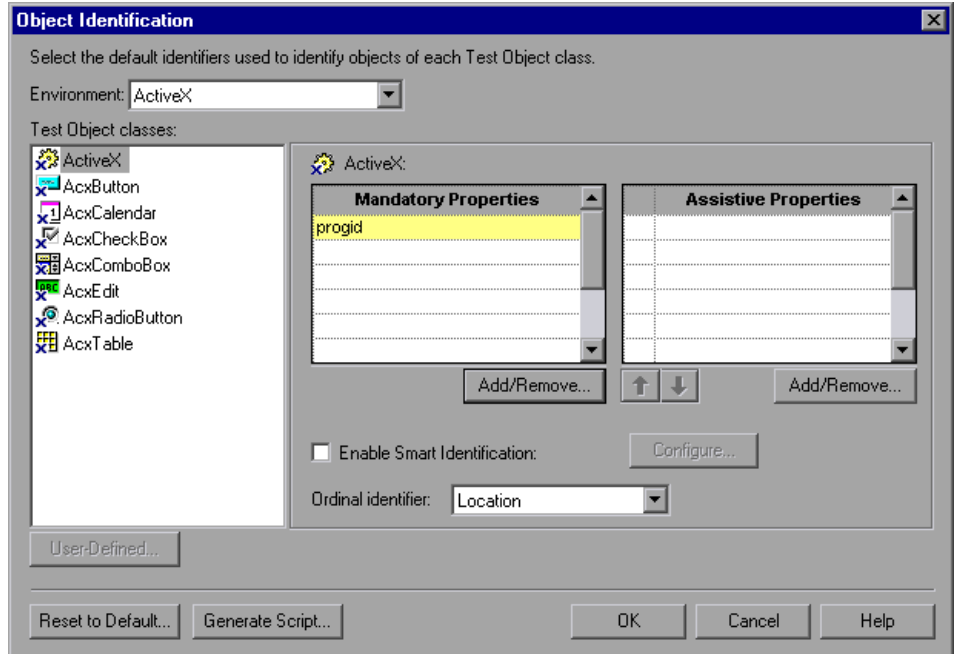 Object Identification
Select the default identifiers used to identify objects of each Test Object class.
Environment: ActiveX
Test Object classes:
ActiveX
AcxButton
AcxCalendar
AcxCheckBox
AcxComboBox
AcxEdit
AcxRadioButton
AcxTable
ActiveX:
Mandatory Properties
progid
Add/Remove...
Assistive Properties
Add/Remove...
Enable Smart Identification:
Configure...
Ordinal identifier: Location
User-Defined...
Reset to Default...
Generate Script...
OK
Cancel
Help